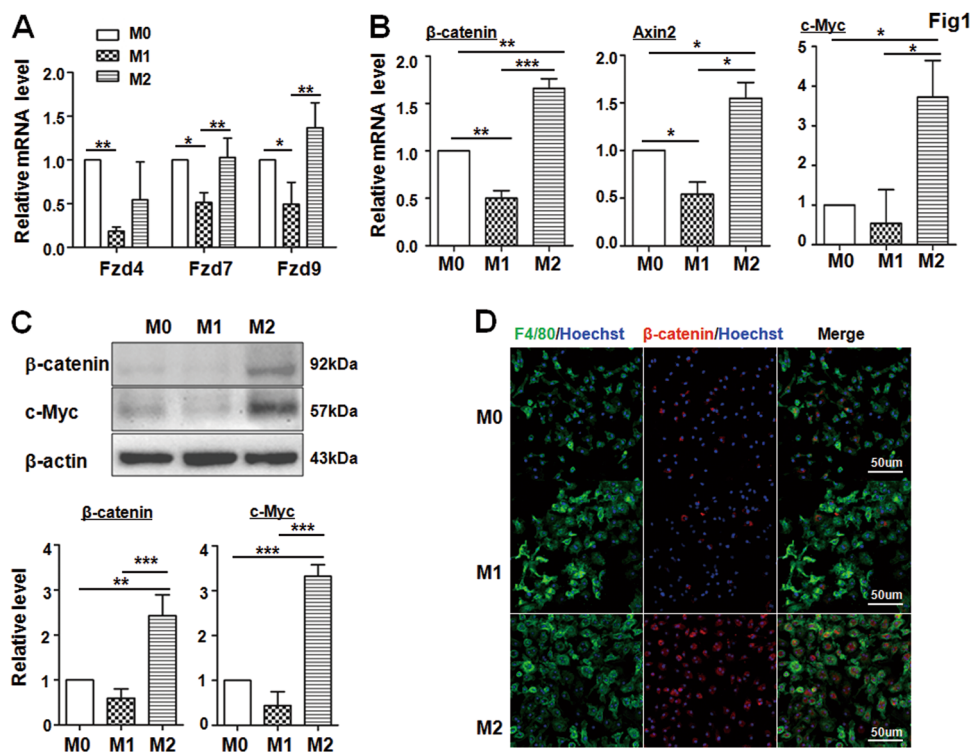 Fig1
A
M0
M1
M2
Relative mRNA level
2.0
1.5
1.0
0.5
0.0
** * ** * **
Fzd4 Fzd7 Fzd9
B
β-catenin
Relative mRNA level
2.0
1.5
1.0
0.5
0.0
**
***
**
M0 M1 M2
Axin2
2.0
1.5
1.0
0.5
0.0
*
*
*
M0 M1 M2
c-Myc
5
4
3
2
1
0
*
*
M0 M1 M2
C
M0 M1 M2
β-catenin 92kDa
c-Myc 57kDa
β-actin 43kDa
β-catenin
Relative level
4
3
2
1
0
***
**
M0 M1 M2
c-Myc
4
3
2
1
0
***
***
M0 M1 M2
D
F4/80/Hoechst β-catenin/Hoechst Merge
M0
50um
M1
50um
M2
50um